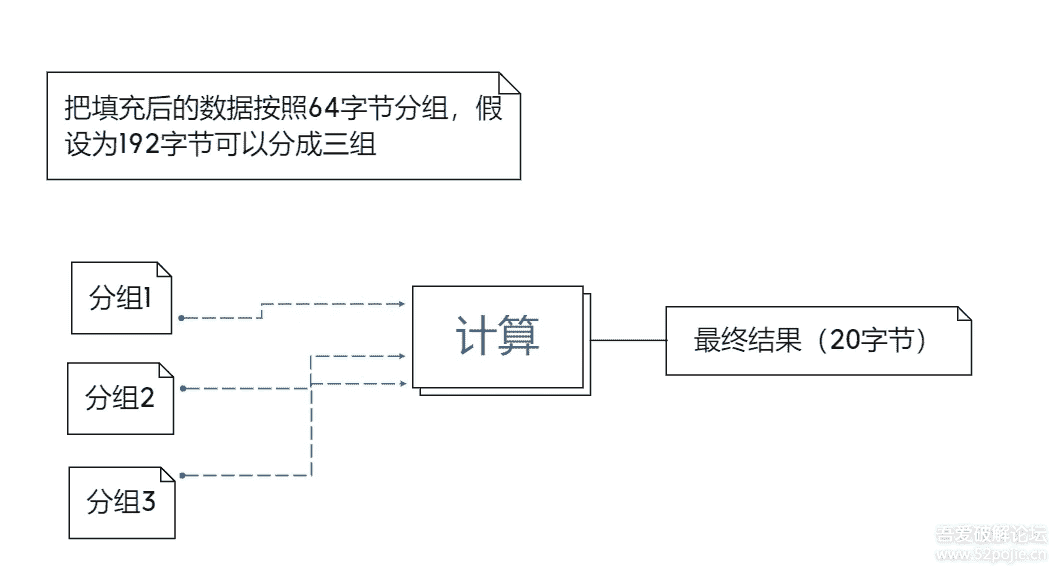 把填充后的数据按照64字节分组，假
设为192字节可以分成三组
分组1
计算
最终结果（20字节）
分组2
分组3
吾爱破解论坛
www.52pojie.cn